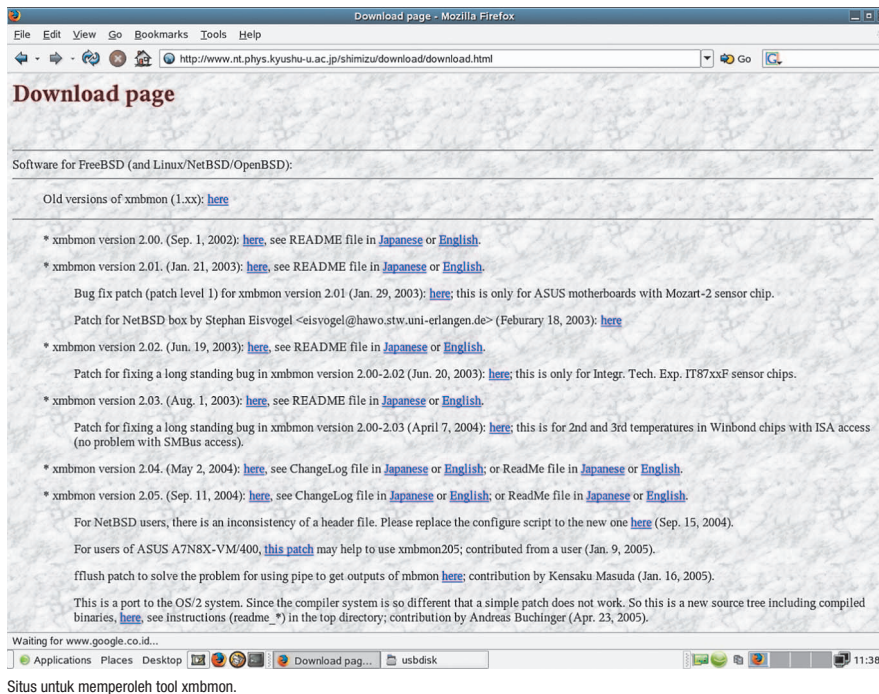 Download page - Mozilla Firefox
File Edit View Go Bookmarks Tools Help
http://www.nt.phys.kyushu-u.ac.jp/shimizu/download/download.html Go
Download page
Software for FreeBSD (and Linux/NetBSD/OpenBSD):
Old versions of xmbmon (1.xx): here
* xmbmon version 2.00. (Sep. 1, 2002): here, see README file in Japanese or English.
* xmbmon version 2.01. (Jan. 21, 2003): here, see README file in Japanese or English.
Bug fix patch (patch level 1) for xmbmon version 2.01 (Jan. 29, 2003): here; this is only for ASUS motherboards with Mozart-2 sensor chip.
Patch for NetBSD box by Stephan Eisvogel <eisvogel@hawo.stw.uni-erlangen.de> (Feburary 18, 2003): here
* xmbmon version 2.02. (Jun. 19, 2003): here, see README file in Japanese or English.
Patch for fixing a long standing bug in xmbmon version 2.00-2.02 (Jun. 20, 2003): here; this is only for Integr. Tech. Exp. IT87xxF sensor chips.
* xmbmon version 2.03. (Aug. 1, 2003): here, see README file in Japanese or English.
Patch for fixing a long standing bug in xmbmon version 2.00-2.03 (April 7, 2004): here; this is for 2nd and 3rd temperatures in Winbond chips with ISA access
(no problem with SMBus access).
* xmbmon version 2.04. (May 2, 2004): here, see ChangeLog file in Japanese or English; or ReadMe file in Japanese or English.
* xmbmon version 2.05. (Sep. 11, 2004): here, see ChangeLog file in Japanese or English; or ReadMe file in Japanese or English.
For NetBSD users, there is an inconsistency of a header file. Please replace the configure script to the new one here (Sep. 15, 2004).
For users of ASUS A7N8X-VM/400, this patch may help to use xmbmon205; contributed from a user (Jan. 9, 2005).
fflush patch to solve the problem for using pipe to get outputs of mbmon here; contribution by Kensaku Masuda (Jan. 16, 2005).
This is a port to the OS/2 system. Since the compiler system is so different that a simple patch does not work. So this is a new source tree including compiled
binaries, here, see instructions (readme_*) in the top directory; contribution by Andreas Buchinger (Apr. 23, 2005).
Waiting for www.google.co.id...
Applications Places Desktop Download pag... usbdisk 11:38
Situs untuk memperoleh tool xmbmon.